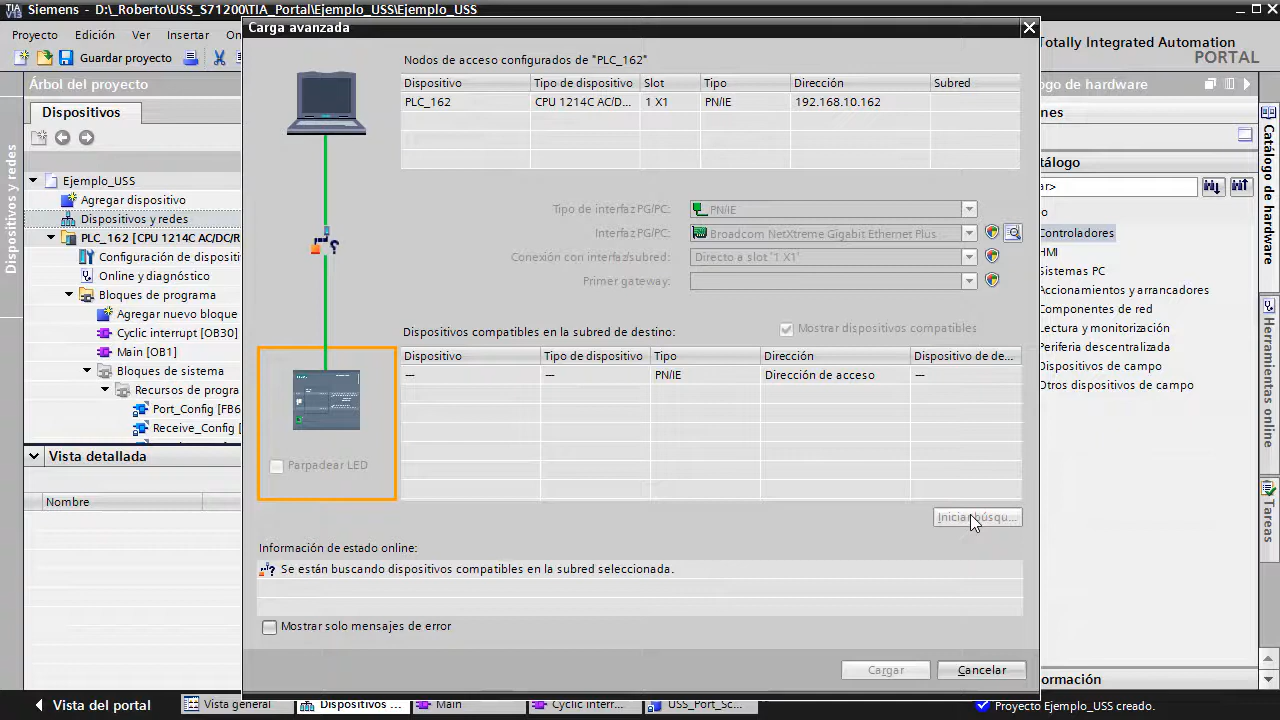 TIA
V13
Siemens - D:\_Roberto\USS_S71200\TIA_Portal\Ejemplo_USS\Ejemplo_USS
Proyecto Edición Ver Insertar
Guardar proyecto
Totally Integrated Automation
PORTAL
Árbol del proyecto
Dispositivos
Dispositivos y redes
Ejemplo_USS
Agregar dispositivo
Dispositivos y redes
PLC_162 [CPU 1214C AC/DC/R
Configuración de dispositi
Online y diagnóstico
Bloques de programa
Agregar nuevo bloque
Cyclic interrupt [OB30]
Main [OB1]
Bloques de sistema
Recursos de progra
Port_Config [FB6
Receive_Config [
Vista detallada
Nombre
Carga avanzada
Nodos de acceso configurados de "PLC_162"
Dispositivo Tipo de dispositivo Slot Tipo Dirección Subred
PLC_162 CPU 1214C AC/D... 1 X1 PN/IE 192.168.10.162
Tipo de interfaz PG/PC: PN/IE
Interfaz PG/PC: Broadcom NetXtreme Gigabit Ethernet Plus ...
Conexión con interfaz/subred: Directo a slot '1 X1'
Primer gateway:
Dispositivos compatibles en la subred de destino: Mostrar dispositivos compatibles
Dispositivo Tipo de dispositivo Tipo Dirección Dispositivo de de...
--- --- PN/IE Dirección de acceso ---
Parpadear LED
Iniciar búsqu...
Información de estado online:
Se están buscando dispositivos compatibles en la subred seleccionada.
Mostrar solo mensajes de error
Cargar Cancelar
logo de hardware
nes
tálogo
ar>
o
Controladores
HMI
Sistemas PC
Accionamientos y arrancadores
Componentes de red
Lectura y monitorización
Periferia descentralizada
Dispositivos de campo
Otros dispositivos de campo
ormación
Catálogo de hardware
Herramientas online
Tareas
Vista del portal
Vista general
Dispositivos ...
Main
Cyclic interr...
USS_Port_Sc...
Proyecto Ejemplo_USS creado.